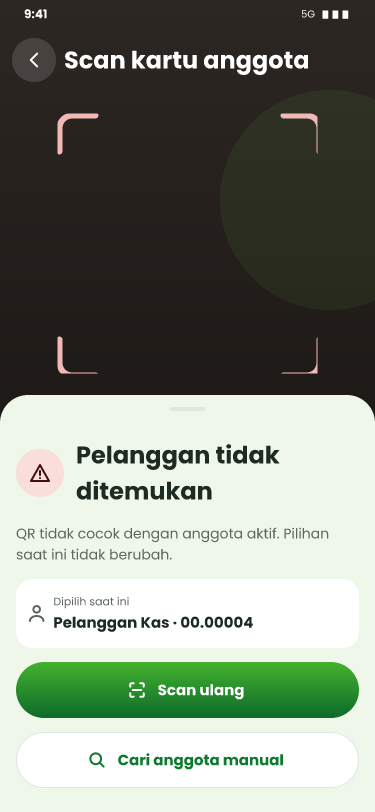 9:41
5G
Scan kartu anggota
Pelanggan tidak
ditemukan
QR tidak cocok dengan anggota aktif. Pilihan
saat ini tidak berubah.
Dipilih saat ini
Pelanggan Kas · 00.00004
Scan ulang
Cari anggota manual